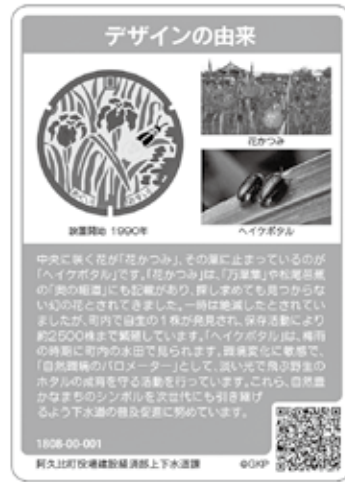 デザインの由来
花かつみ
設置開始 1990年
ヘイケボタル
中央に咲く花が「花かつみ」、その葉に止まっているのが
「ヘイケボタル」です。「花かつみ」は、「万葉集」や松尾芭蕉
の「奥の細道」にも記載があり、探し求めても見つからな
い幻の花とされてきました。一時は絶滅したとされてい
ましたが、町内で自生の1株が発見され、保存活動により
約2500株まで繁殖しています。「ヘイケボタル」は、梅雨
の時期に町内の水田で見られます。環境変化に敏感で、
「自然環境のバロメーター」として、淡い光で飛ぶ野生の
ホタルの成育を守る活動を行っています。これら、自然豊
かなまちのシンボルを次世代にも引き継げ
るよう下水道の普及促進に努めています。
1808-00-001
阿久比町役場建設経済部上下水道課 ©GKP